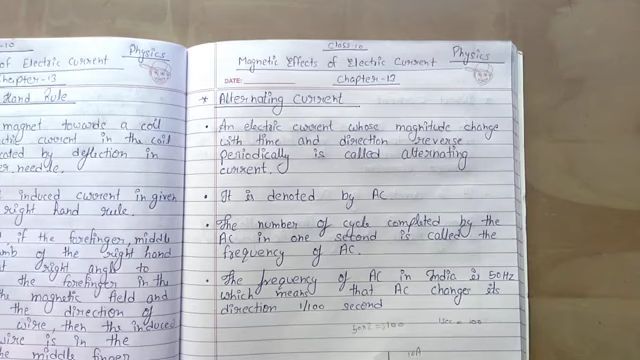 -10
Physics
of Electric Current
Chapter-13
Hand Rule
magnet towards a coil
current in the coil
by deflection in
needle.
induced current in given
right hand rule.
if the forefinger, middle
of the right hand
right angle to
the forefinger in the
the magnetic field and
the direction of
wire, then the induced
wire is in the
the middle finger
Class-10
Magnetic Effects of Electric Current
Physics
DATE:
Chapter-13
* Alternating Current
• An electric current whose magnitude change
with time and direction reverse
periodically is called alternating
current.
• It is denoted by AC
• The number of cycle completed by the
AC in one second is called the
frequency of AC.
• The frequency of AC in India is 50Hz
which means that AC changes its
direction 1/100 second